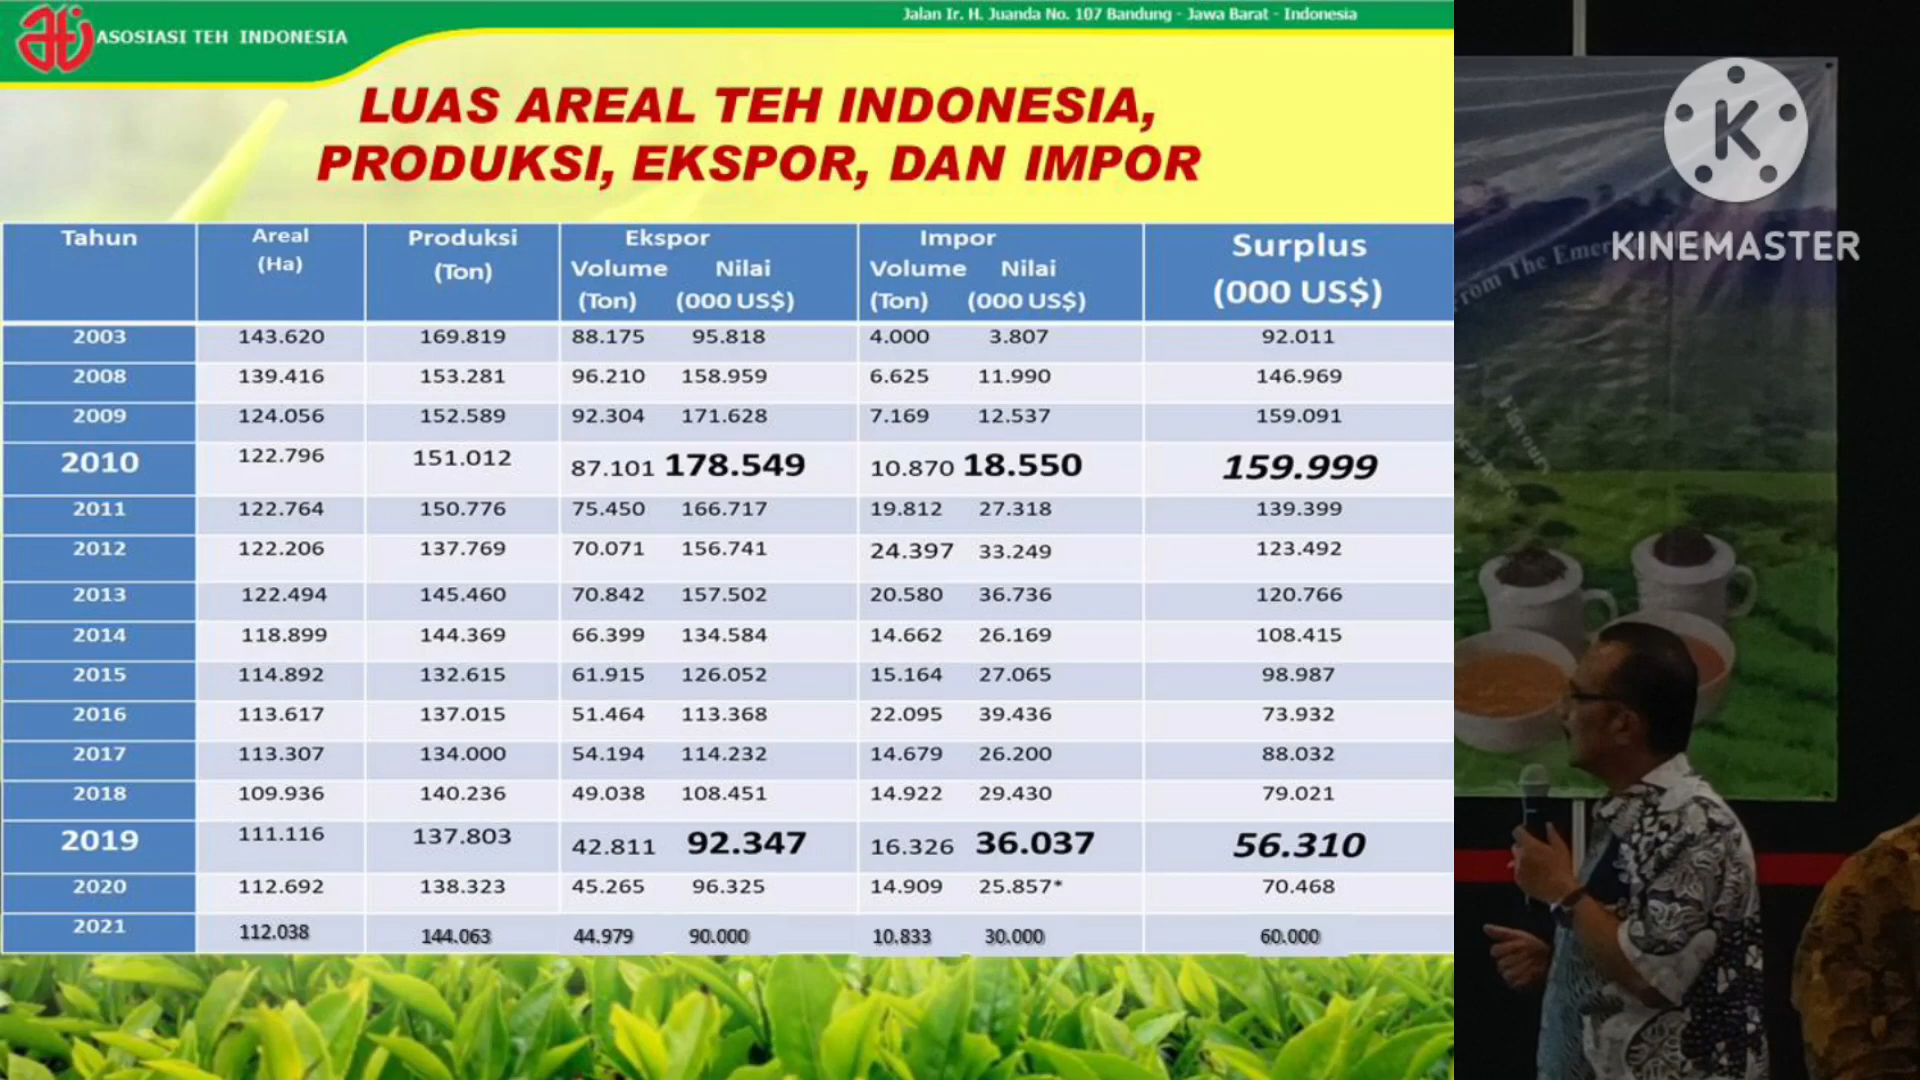 Jalan Ir. H. Juanda No. 107 Bandung - Jawa Barat - Indonesia
ati ASOSIASI TEH INDONESIA
LUAS AREAL TEH INDONESIA,
PRODUKSI, EKSPOR, DAN IMPOR
Tahun Areal (Ha) Produksi (Ton) Ekspor Volume (Ton) Nilai (000 US$) Impor Volume (Ton) Nilai (000 US$) Surplus (000 US$)
2003 143.620 169.819 88.175 95.818 4.000 3.807 92.011
2008 139.416 153.281 96.210 158.959 6.625 11.990 146.969
2009 124.056 152.589 92.304 171.628 7.169 12.537 159.091
2010 122.796 151.012 87.101 178.549 10.870 18.550 159.999
2011 122.764 150.776 75.450 166.717 19.812 27.318 139.399
2012 122.206 137.769 70.071 156.741 24.397 33.249 123.492
2013 122.494 145.460 70.842 157.502 20.580 36.736 120.766
2014 118.899 144.369 66.399 134.584 14.662 26.169 108.415
2015 114.892 132.615 61.915 126.052 15.164 27.065 98.987
2016 113.617 137.015 51.464 113.368 22.095 39.436 73.932
2017 113.307 134.000 54.194 114.232 14.679 26.200 88.032
2018 109.936 140.236 49.038 108.451 14.922 29.430 79.021
2019 111.116 137.803 42.811 92.347 16.326 36.037 56.310
2020 112.692 138.323 45.265 96.325 14.909 25.857* 70.468
2021 112.038 144.063 44.979 90.000 10.833 30.000 60.000
K
KINEMASTER
From The